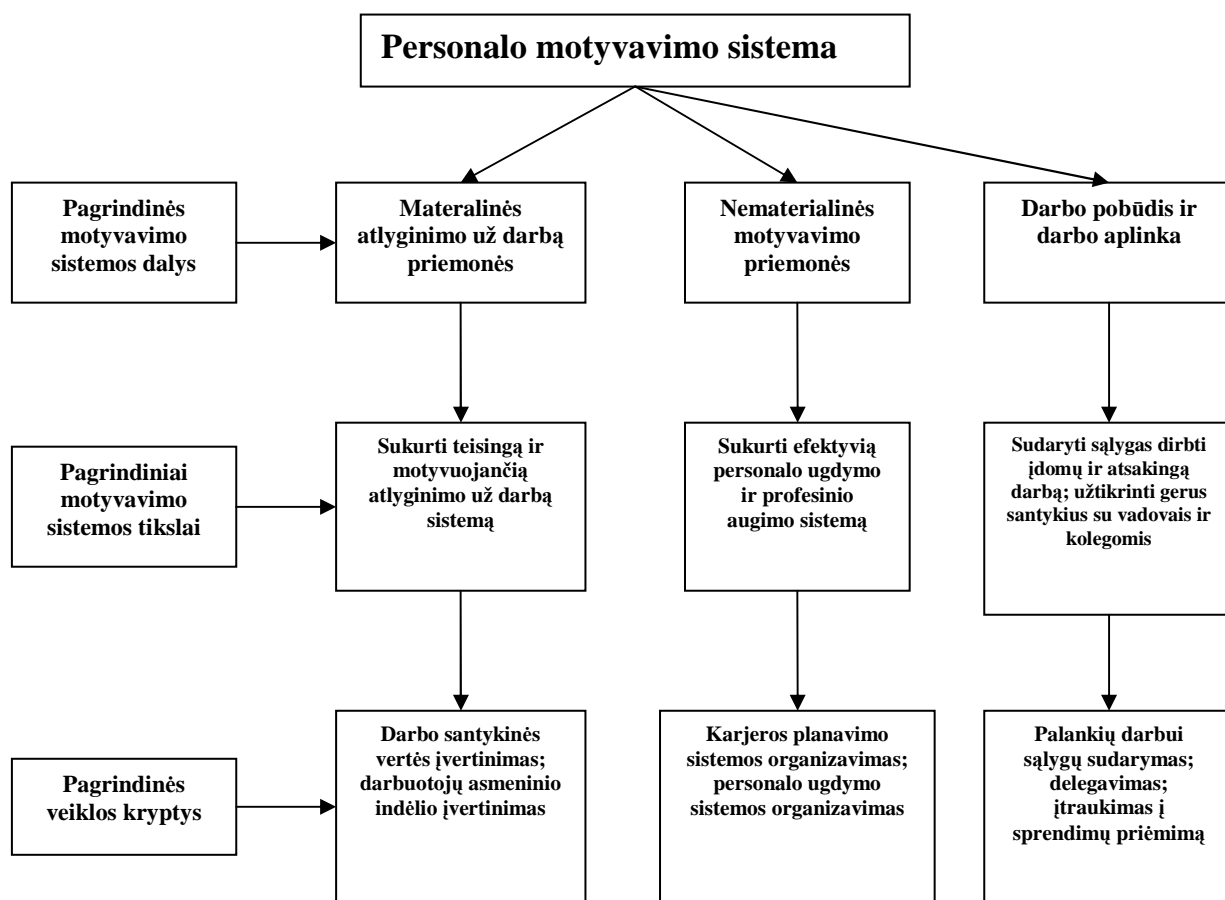 Personalo motyvavimo sistema
Pagrindinės
motyvavimo
sistemos dalys
Materalinės
atlyginimo už darbą
priemonės
Nematerialinės
motyvavimo
priemonės
Darbo pobūdis ir
darbo aplinka
Pagrindiniai
motyvavimo
sistemos tikslai
Sukurti teisingą ir
motyvuojančią
atlyginimo už darbą
sistemą
Sukurti efektyvią
personalo ugdymo
ir profesinio
augimo sistemą
Sudaryti sąlygas dirbti
įdomų ir atsakingą
darbą; užtikrinti gerus
santykius su vadovais ir
kolegomis
Pagrindinės
veiklos kryptys
Darbo santykinės
vertės įvertinimas;
darbuotojų asmeninio
indėlio įvertinimas
Karjeros planavimo
sistemos organizavimas;
personalo ugdymo
sistemos organizavimas
Palankių darbui
sąlygų sudarymas;
delegavimas;
įtraukimas į
sprendimų priėmimą